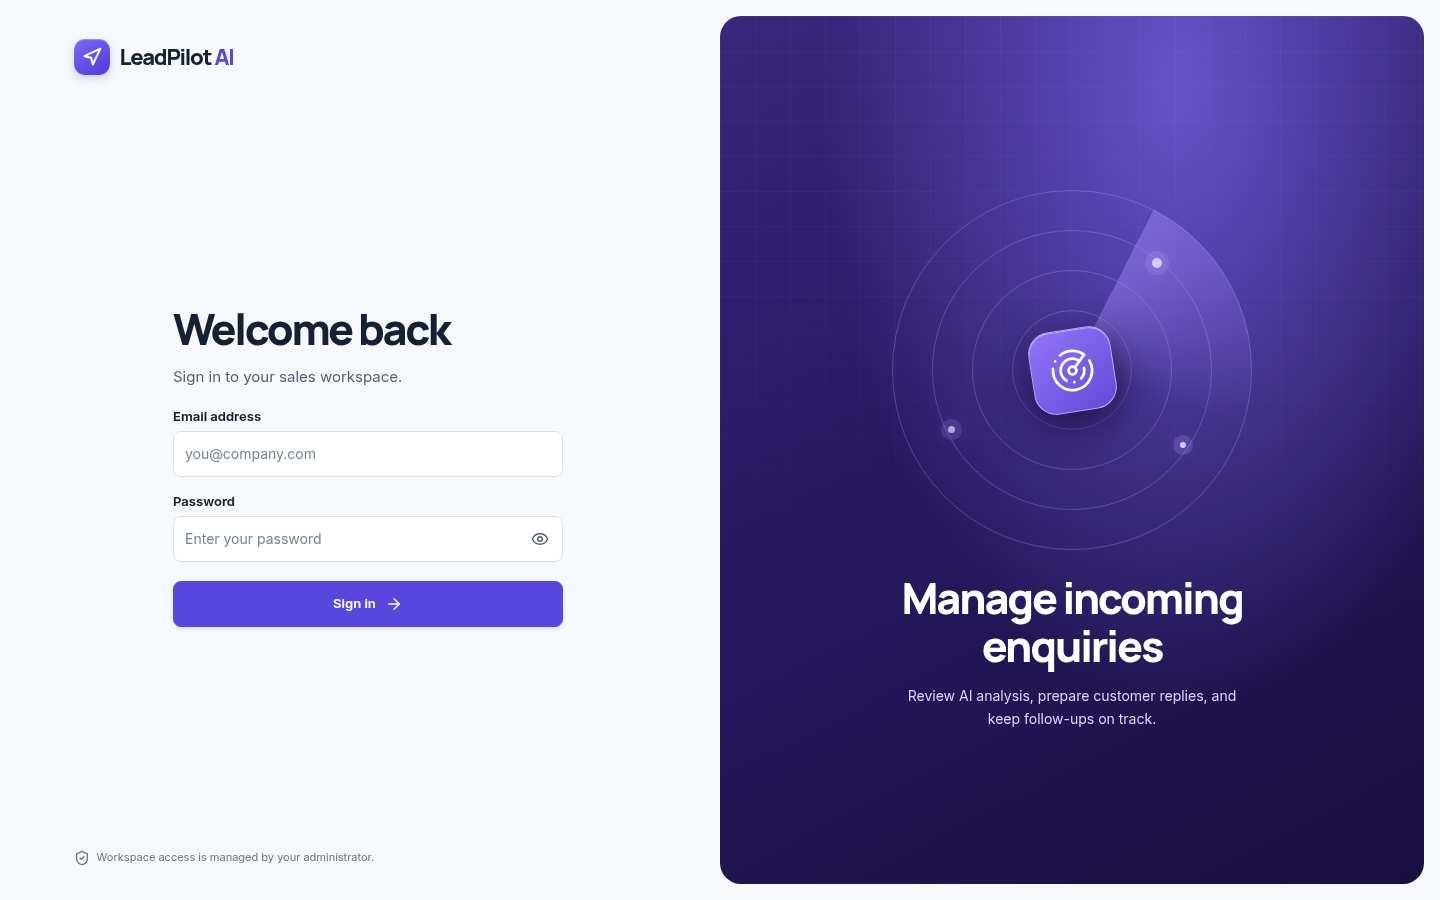 LeadPilot AI
Welcome back
Sign in to your sales workspace.
Email address
you@company.com
Password
Enter your password
Sign in
Workspace access is managed by your administrator.
Manage incoming
enquiries
Review AI analysis, prepare customer replies, and
keep follow-ups on track.